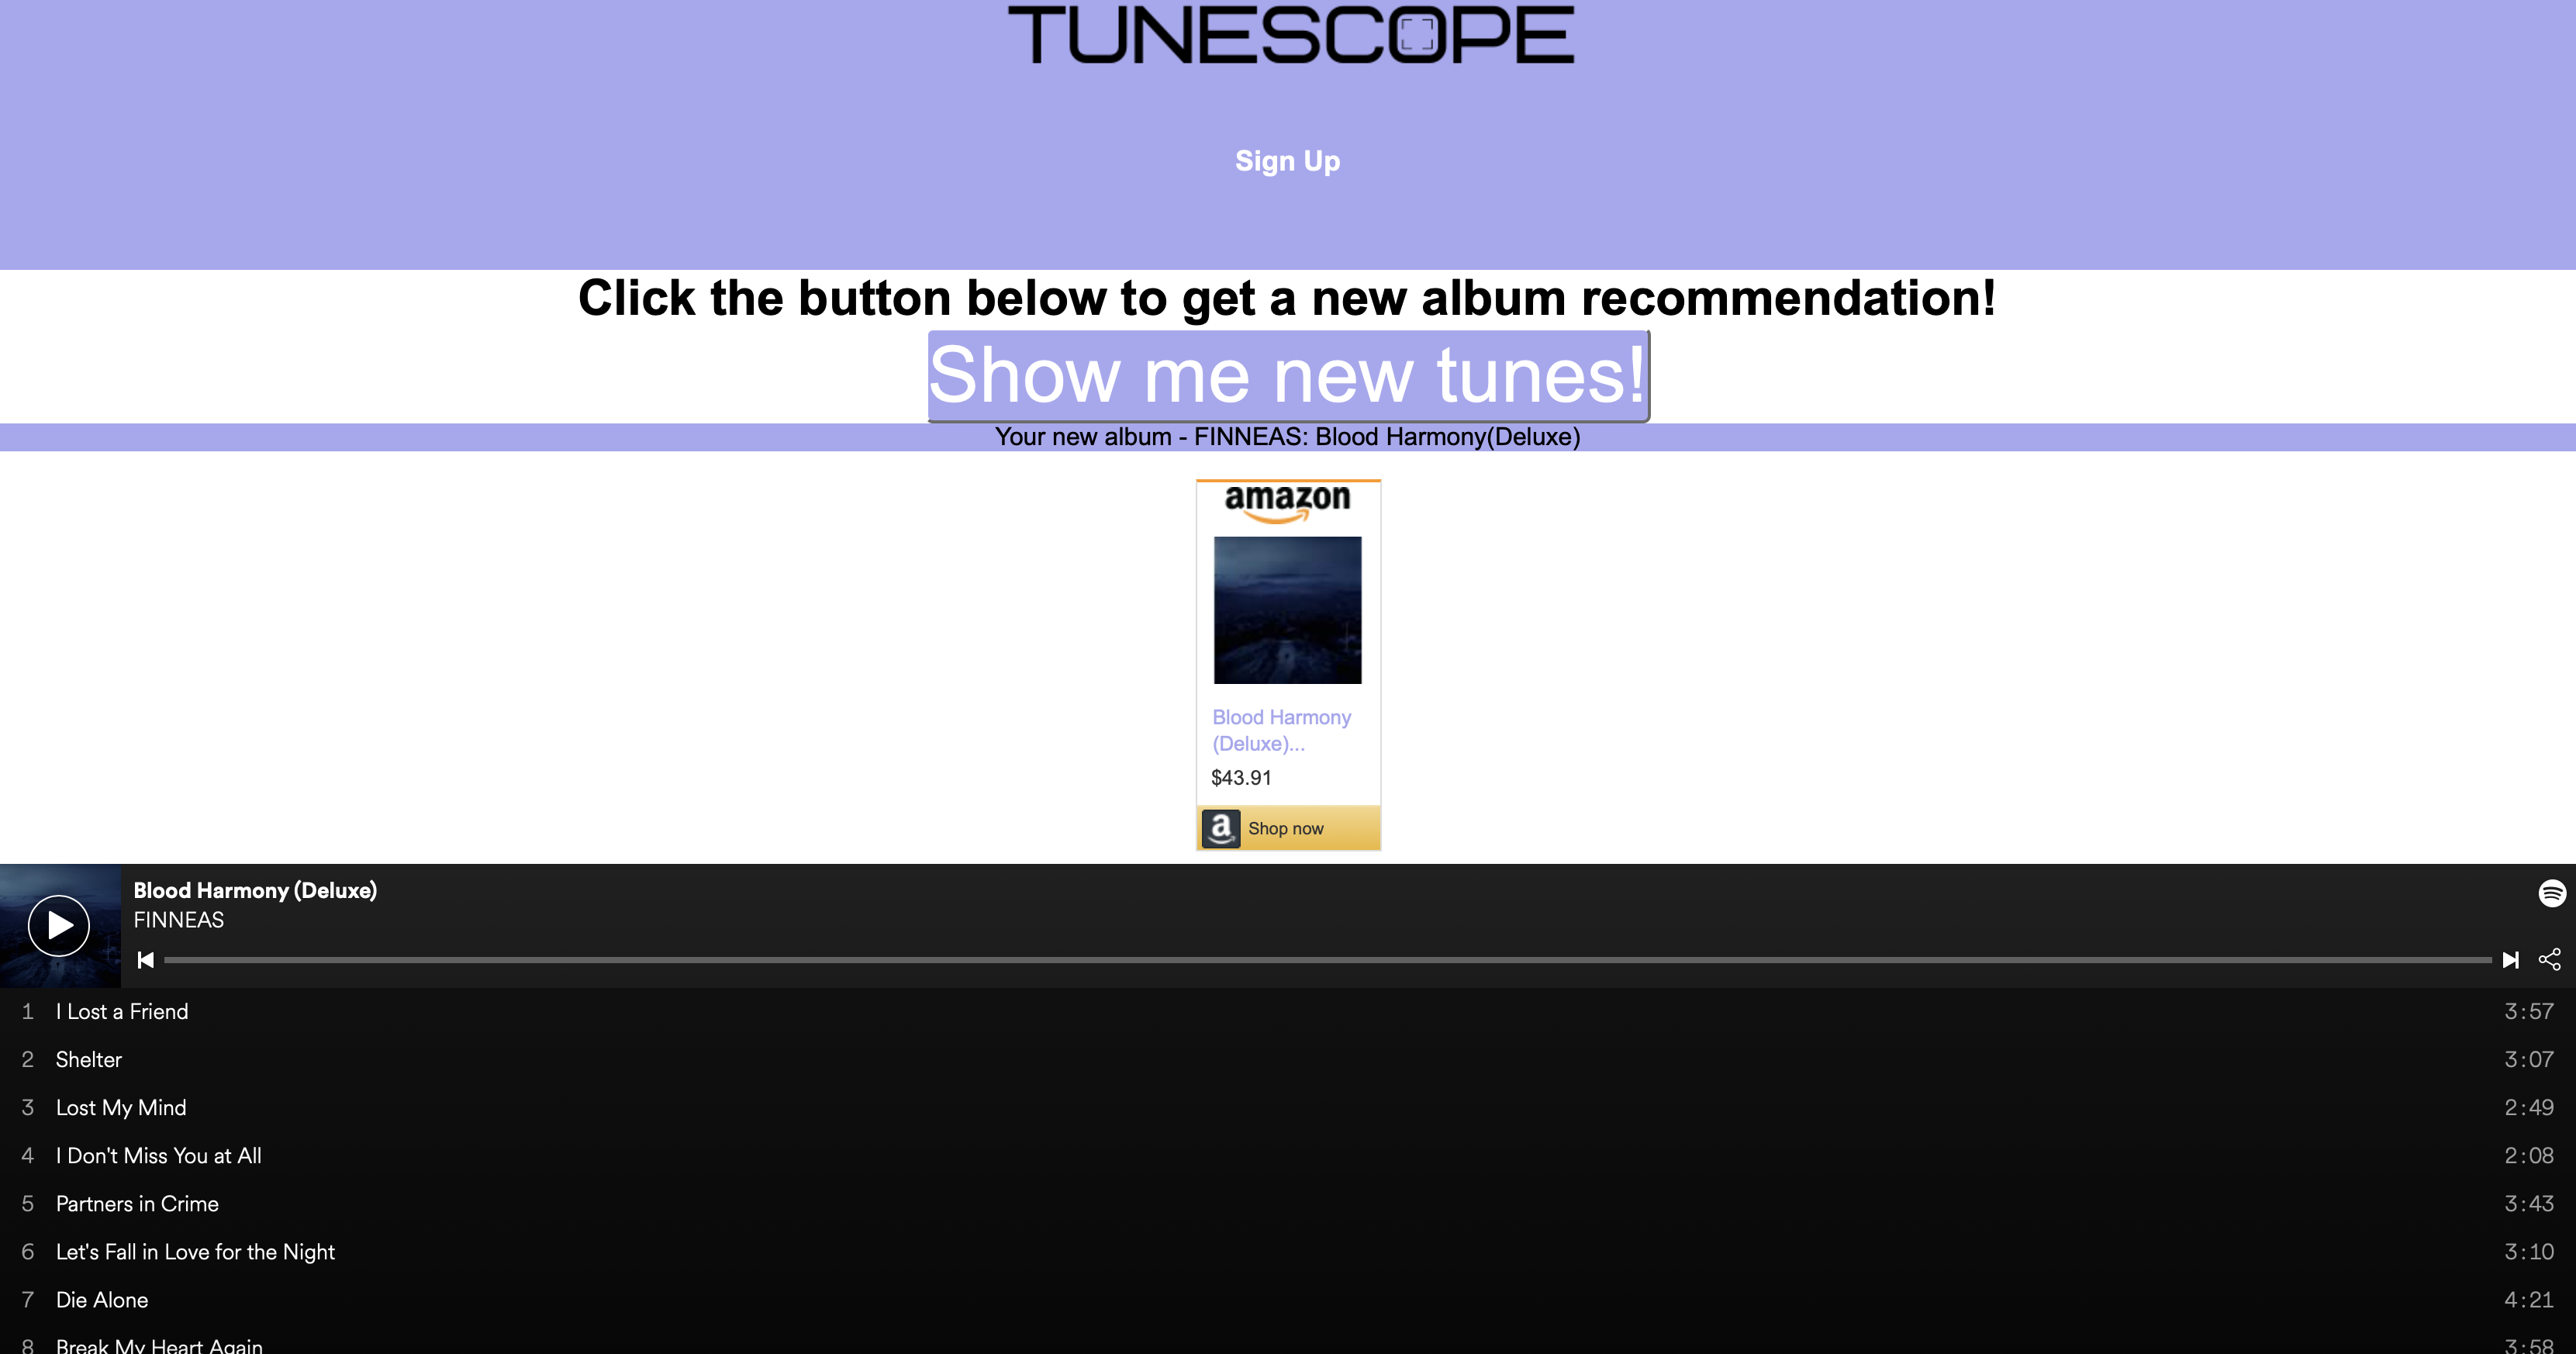 TUNESCOPE
Sign Up
Click the button below to get a new album recommendation!
Show me new tunes!
Your new album - FINNEAS: Blood Harmony(Deluxe)
amazon
Blood Harmony
(Deluxe)...
$43.91
a Shop now
Blood Harmony (Deluxe)
FINNEAS
1 I Lost a Friend 3:57
2 Shelter 3:07
3 Lost My Mind 2:49
4 I Don't Miss You at All 2:08
5 Partners in Crime 3:43
6 Let's Fall in Love for the Night 3:10
7 Die Alone 4:21
8 Break My Heart Again 3:58